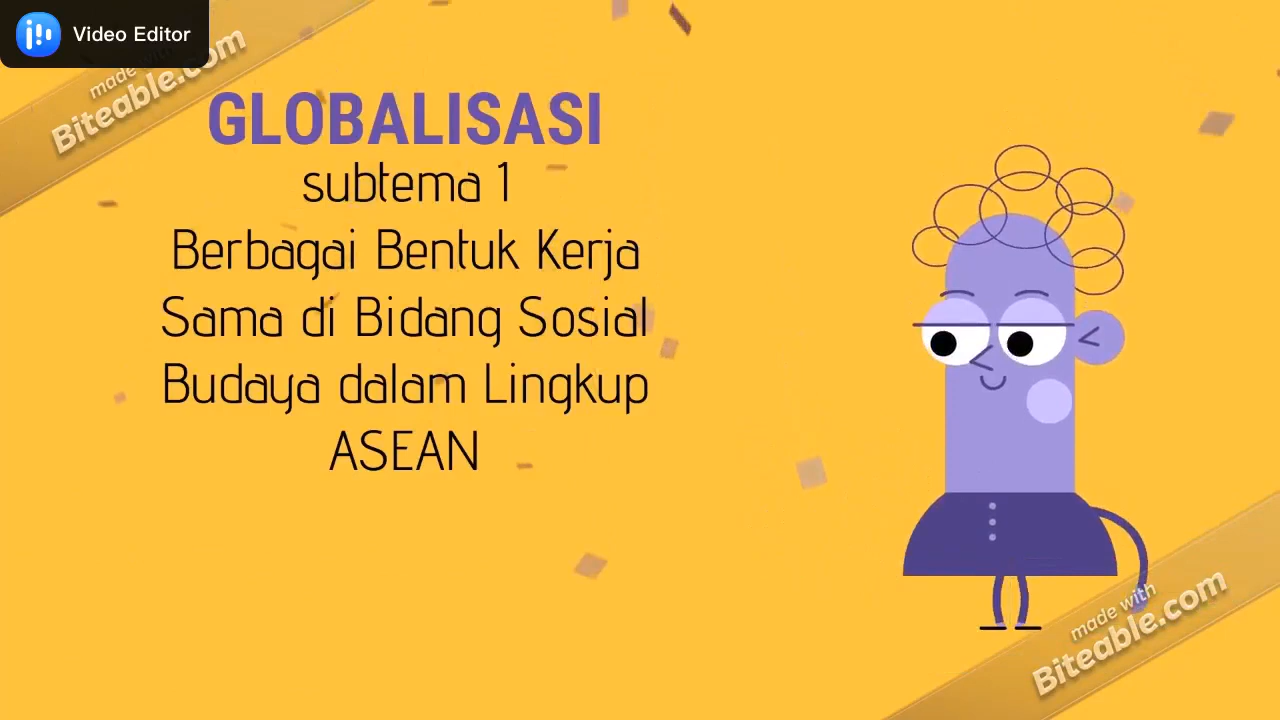 Video Editor
made with
Biteable.com
GLOBALISASI
subtema 1
Berbagai Bentuk Kerja
Sama di Bidang Sosial
Budaya dalam Lingkup
ASEAN
made with
Biteable.com